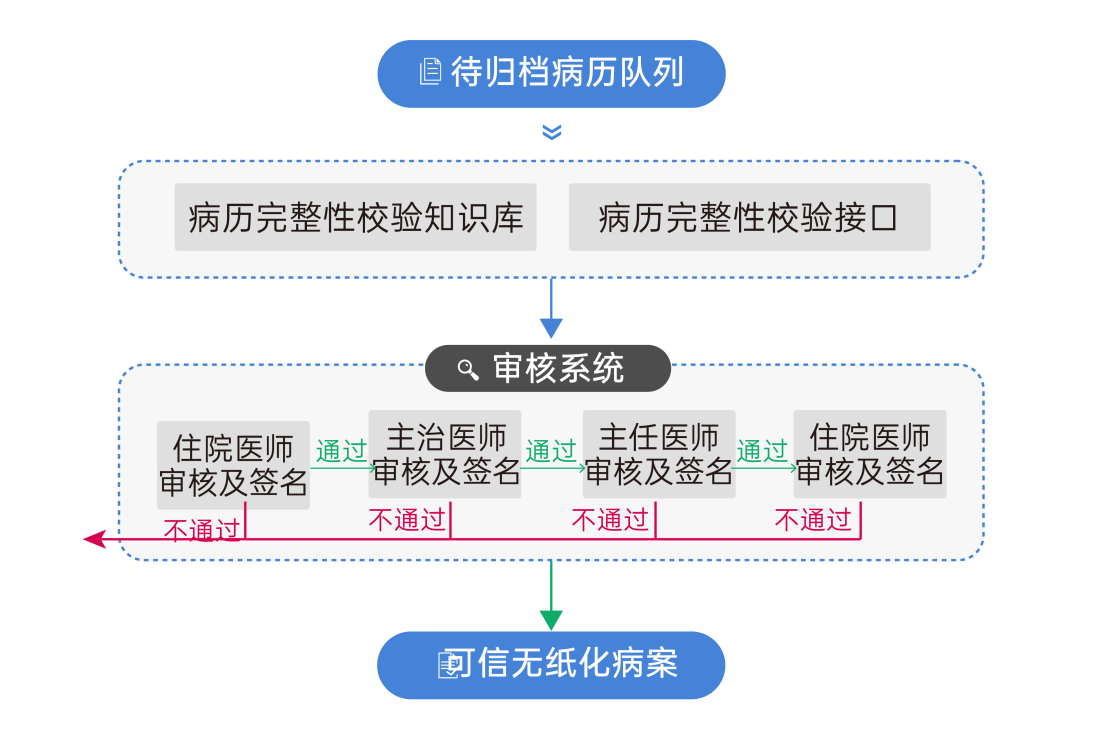 待归档病历队列
病历完整性校验知识库
病历完整性校验接口
审核系统
住院医师
审核及签名
通过
主治医师
审核及签名
通过
主任医师
审核及签名
通过
住院医师
审核及签名
不通过
不通过
不通过
不通过
可信无纸化病案